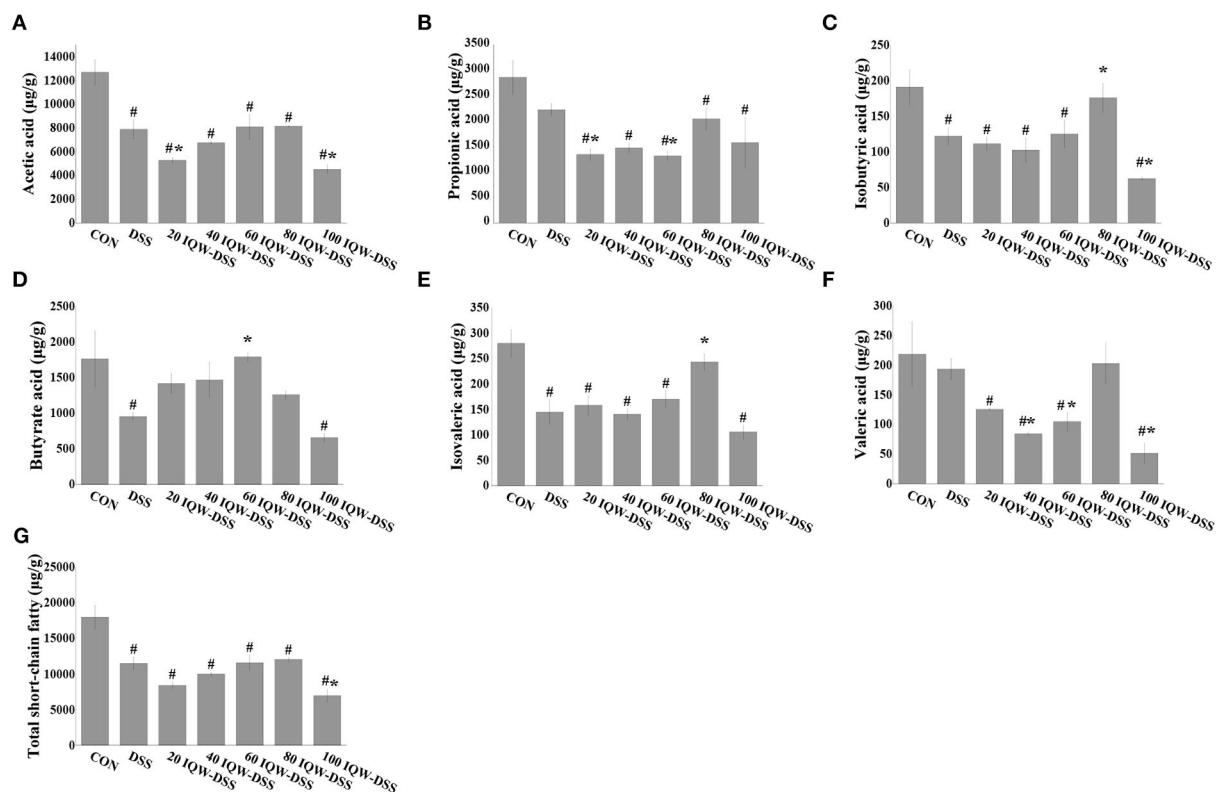 A
Acetic acid (µg/g)
14000
12000
10000
8000
6000
4000
2000
0
#
#*
#
#
#
#*
CON
DSS
20 IQW-DSS
40 IQW-DSS
60 IQW-DSS
80 IQW-DSS
100 IQW-DSS
B
Propionic acid (µg/g)
3500
3000
2500
2000
1500
1000
500
0
#*
#
#*
#
#
CON
DSS
20 IQW-DSS
40 IQW-DSS
60 IQW-DSS
80 IQW-DSS
100 IQW-DSS
C
Isobutyric acid (µg/g)
250
200
150
100
50
0
#
#
#
#
*
#*
CON
DSS
20 IQW-DSS
40 IQW-DSS
60 IQW-DSS
80 IQW-DSS
100 IQW-DSS
D
Butyrate acid (µg/g)
2500
2000
1500
1000
500
0
#
*
#
CON
DSS
20 IQW-DSS
40 IQW-DSS
60 IQW-DSS
80 IQW-DSS
100 IQW-DSS
E
Isovaleric acid (µg/g)
350
300
250
200
150
100
50
0
#
#
#
#
*
#
CON
DSS
20 IQW-DSS
40 IQW-DSS
60 IQW-DSS
80 IQW-DSS
100 IQW-DSS
F
Valeric acid (µg/g)
300
250
200
150
100
50
0
#
#*
#*
#*
CON
DSS
20 IQW-DSS
40 IQW-DSS
60 IQW-DSS
80 IQW-DSS
100 IQW-DSS
G
Total short-chain fatty (µg/g)
25000
20000
15000
10000
5000
0
#
#
#
#
#
#*
CON
DSS
20 IQW-DSS
40 IQW-DSS
60 IQW-DSS
80 IQW-DSS
100 IQW-DSS